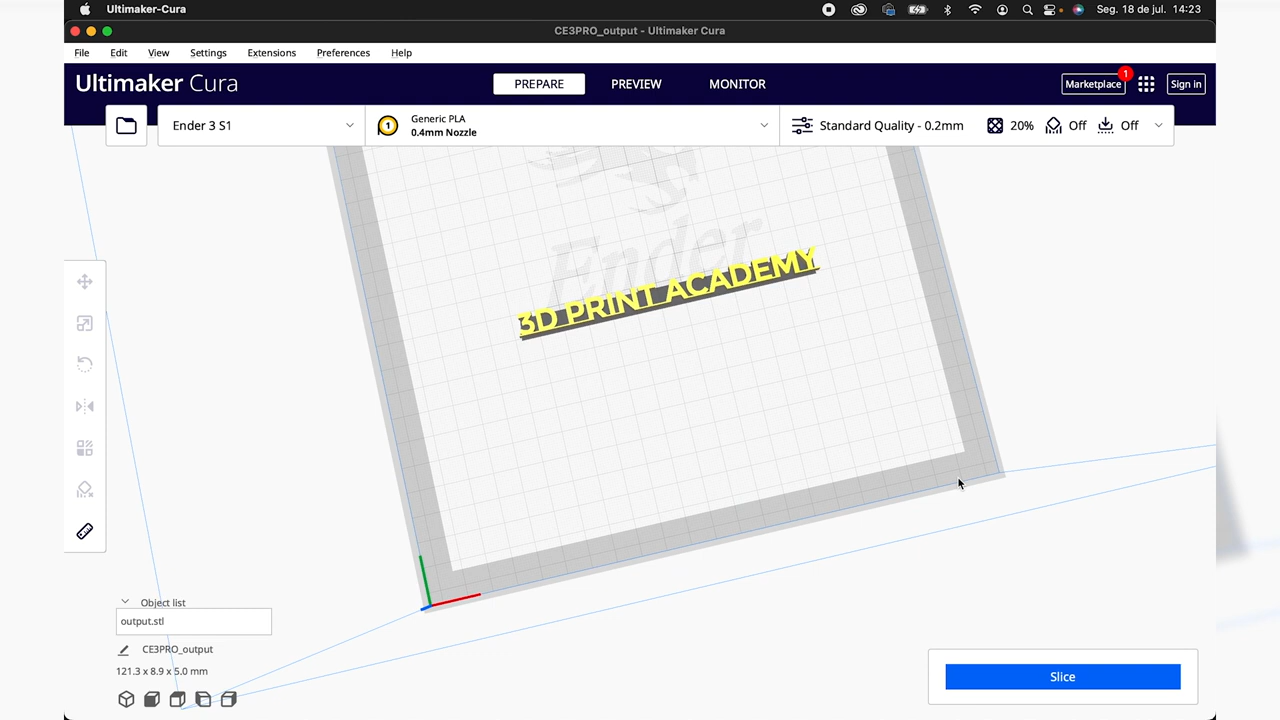 Ultimaker-Cura
Seg. 18 de jul. 14:23
CE3PRO_output - Ultimaker Cura
File Edit View Settings Extensions Preferences Help
Ultimaker Cura
PREPARE PREVIEW MONITOR
Marketplace 1
Sign in
Ender 3 S1
1
Generic PLA
0.4mm Nozzle
Standard Quality - 0.2mm
20% Off Off
Ender
3D PRINT ACADEMY
Object list
output.stl
CE3PRO_output
121.3 x 8.9 x 5.0 mm
Slice